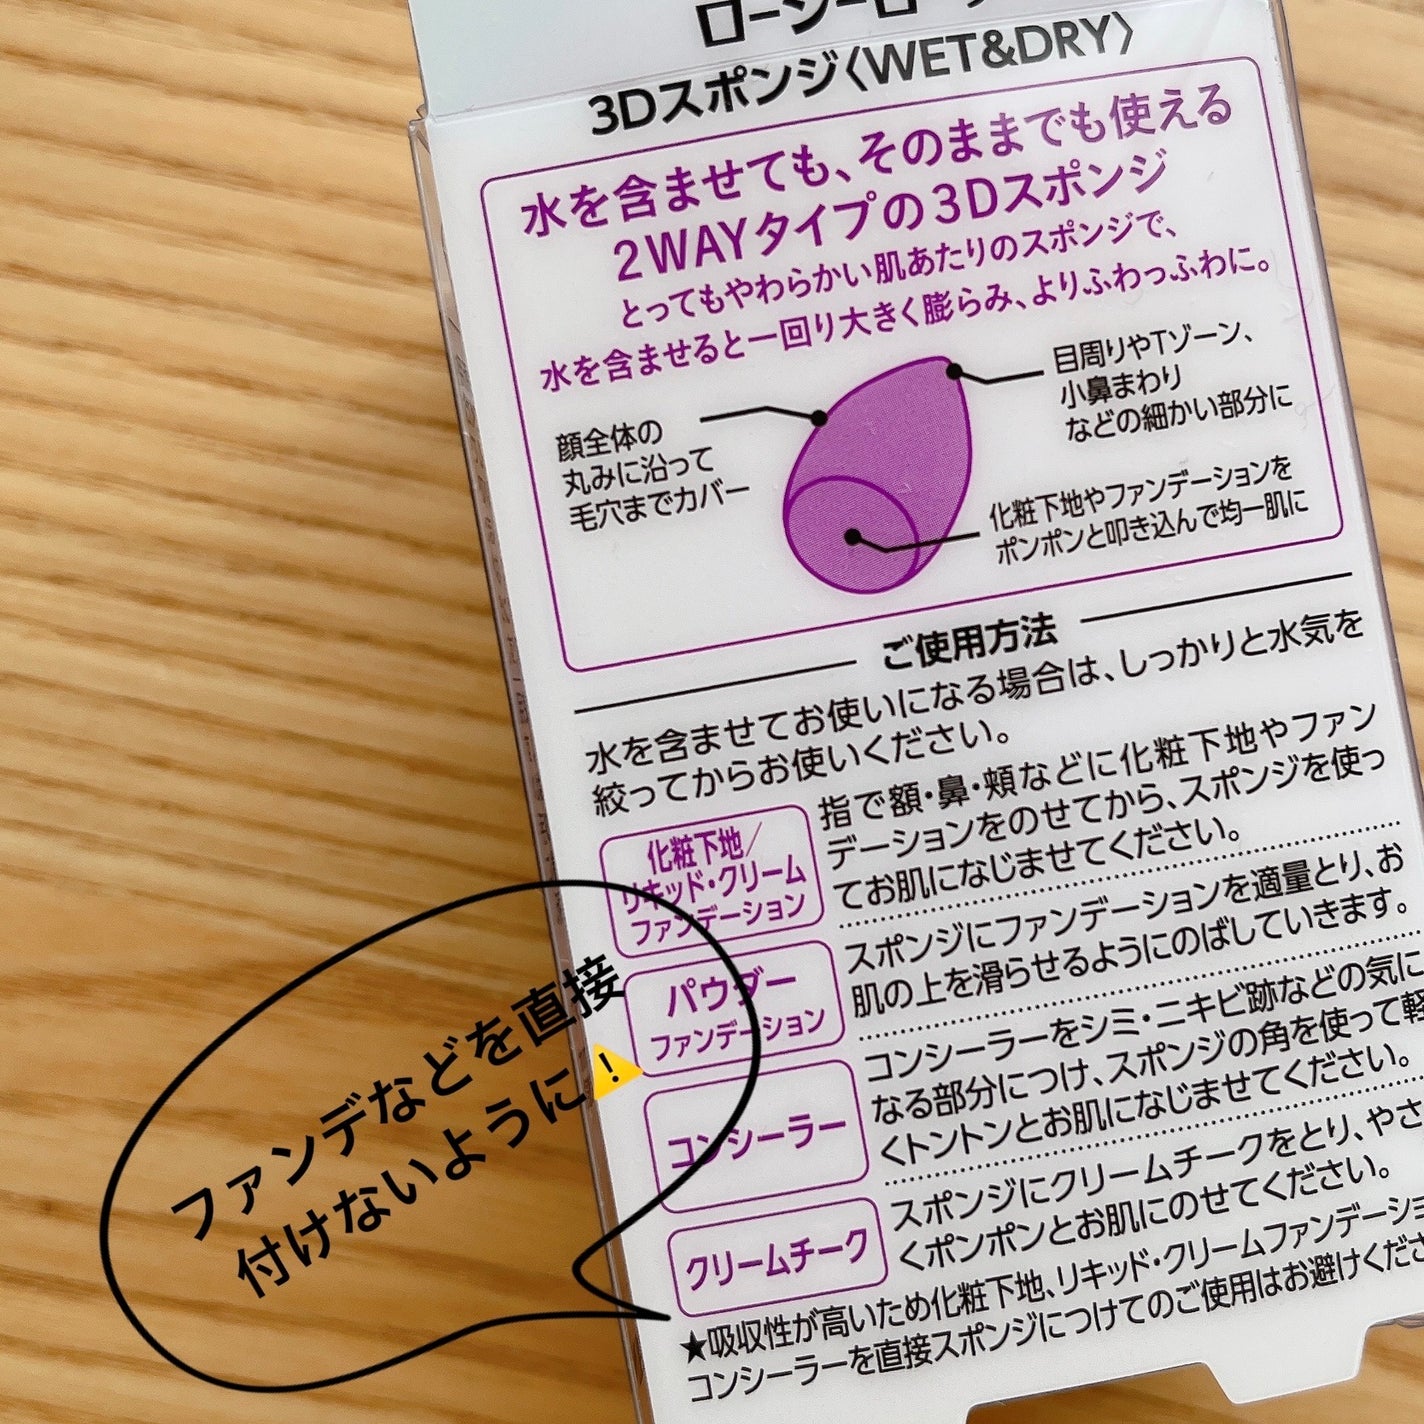 ローシーローザ
3Dスポンジ〈WET&DRY〉
水を含ませても、そのままでも使える
2WAYタイプの3Dスポンジ
とってもやわらかい肌あたりのスポンジで、
水を含ませると一回り大きく膨らみ、よりふわっふわに。
目周りやTゾーン、
小鼻まわり
などの細かい部分に
顔全体の
丸みに沿って
毛穴までカバー
化粧下地やファンデーションを
ポンポンと叩き込んで均一肌に
ご使用方法
水を含ませてお使いになる場合は、しっかりと水気を
絞ってからお使いください。
化粧下地/
リキッド・クリーム
ファンデーション
指で額・鼻・頬などに化粧下地やファン
デーションをのせてから、スポンジを使っ
てお肌になじませてください。
パウダー
ファンデーション
スポンジにファンデーションを適量とり、お
肌の上を滑らせるようにのばしていきます。
コンシーラー
コンシーラーをシミ・ニキビ跡などの気に
なる部分につけ、スポンジの角を使って軽
くトントンとお肌になじませてください。
クリームチーク
スポンジにクリームチークをとり、やさ
くポンポンとお肌にのせてください。
★吸収性が高いため化粧下地、リキッド・クリームファンデーショ
コンシーラーを直接スポンジにつけてのご使用はお避けくださ
ファンデなどを直接
付けないように⚠️